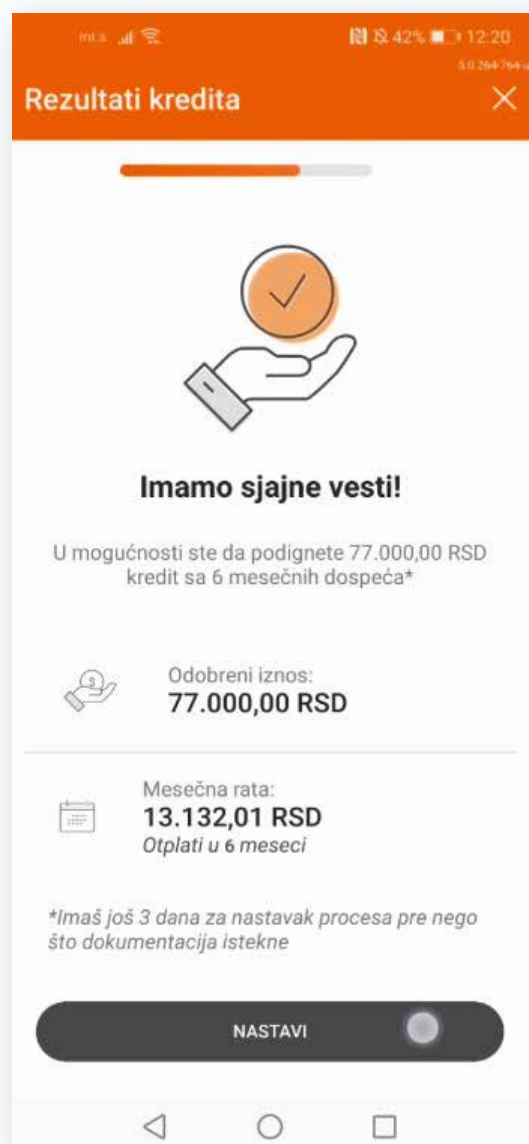 mt:s 42% 12:20
Rezultati kredita
Imamo sjajne vesti!
U mogućnosti ste da podignete 77.000,00 RSD
kredit sa 6 mesečnih dospeća*
Odobreni iznos:
77.000,00 RSD
Mesečna rata:
13.132,01 RSD
Otplati u 6 meseci
*Imaš još 3 dana za nastavak procesa pre nego
što dokumentacija istekne
NASTAVI